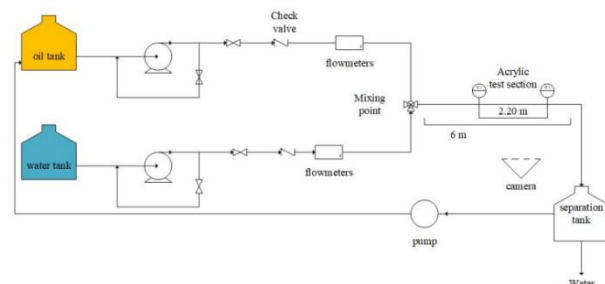 Check
valve
oil tank
flowmeters
Acrylic
test section
Mixing
point
2.20 m
6 m
water tank
flowmeters
camera
separation
tank
pump
Water